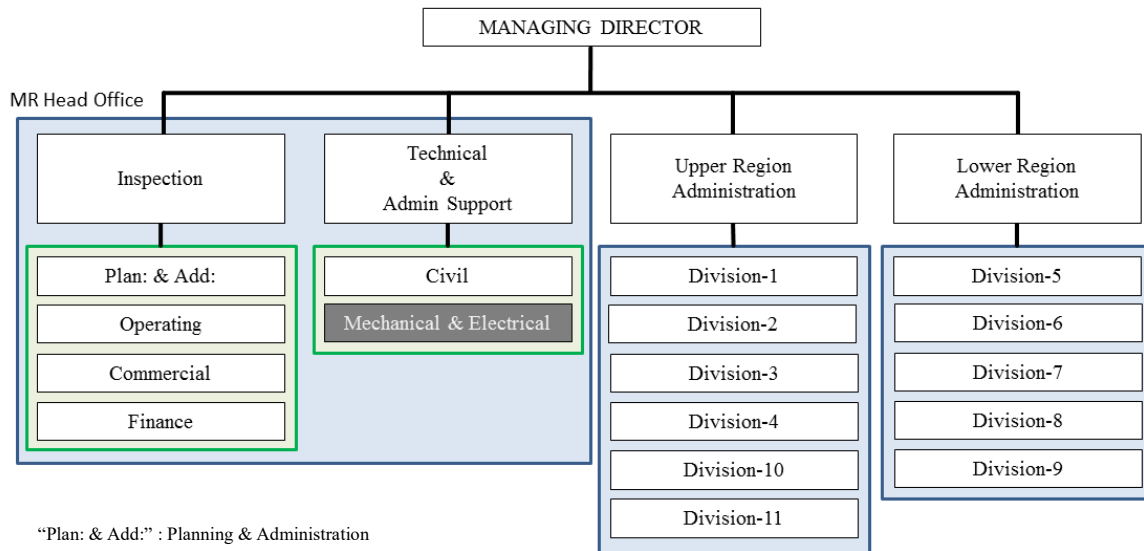 MANAGING DIRECTOR
MR Head Office
Inspection
Technical
&
Admin Support
Upper Region
Administration
Lower Region
Administration
Plan: & Add:
Operating
Commercial
Finance
Civil
Mechanical & Electrical
Division-1
Division-2
Division-3
Division-4
Division-10
Division-11
Division-5
Division-6
Division-7
Division-8
Division-9
“Plan: & Add:” : Planning & Administration